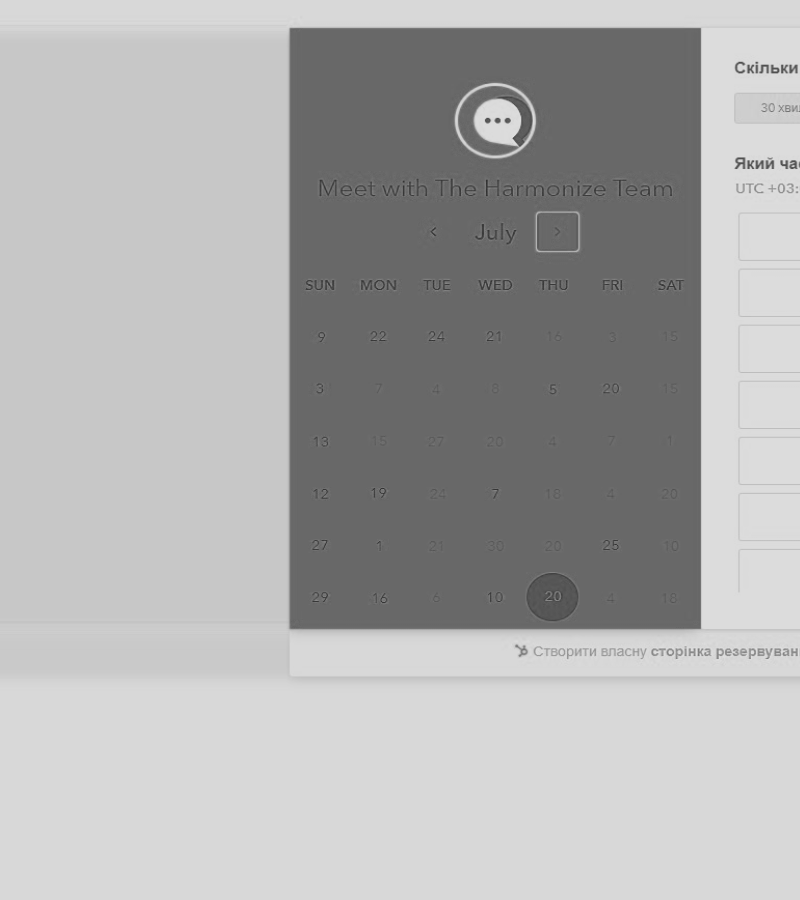 Meet with The Harmonize Team
July
SUN MON TUE WED THU FRI SAT
9 22 24 21 16 3 15
3 7 4 8 5 20 15
13 15 27 20 4 7 1
12 19 24 7 18 4 20
27 1 21 30 20 25 10
29 16 6 10 20 4 18
Скільки
30
Який
UTC +03:
Створити власну сторінка